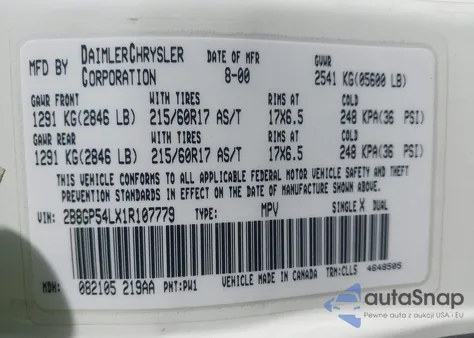 MFD BY DAIMLERCHRYSLER CORPORATION DATE OF MFR 8-00 GVWR 2541 KG(05600 LB)
GAWR FRONT WITH TIRES RIMS AT COLD
1291 KG(2846 LB) 215/60R17 AS/T 17X6.5 248 KPA(36 PSI)
GAWR REAR WITH TIRES RIMS AT COLD
1291 KG(2846 LB) 215/60R17 AS/T 17X6.5 248 KPA(36 PSI)
THIS VEHICLE CONFORMS TO ALL APPLICABLE FEDERAL MOTOR VEHICLE SAFETY AND THEFT
PREVENTION STANDARDS IN EFFECT ON THE DATE OF MANUFACTURE SHOWN ABOVE.
VIN: 2B8GP54LX1R107779 TYPE: MPV SINGLE X DUAL
MDH: 082105 219AA PNT:PW1 VEHICLE MADE IN CANADA TRM:CLLS 4648505
autoSnap
Pewne auta z aukcji USA - EU